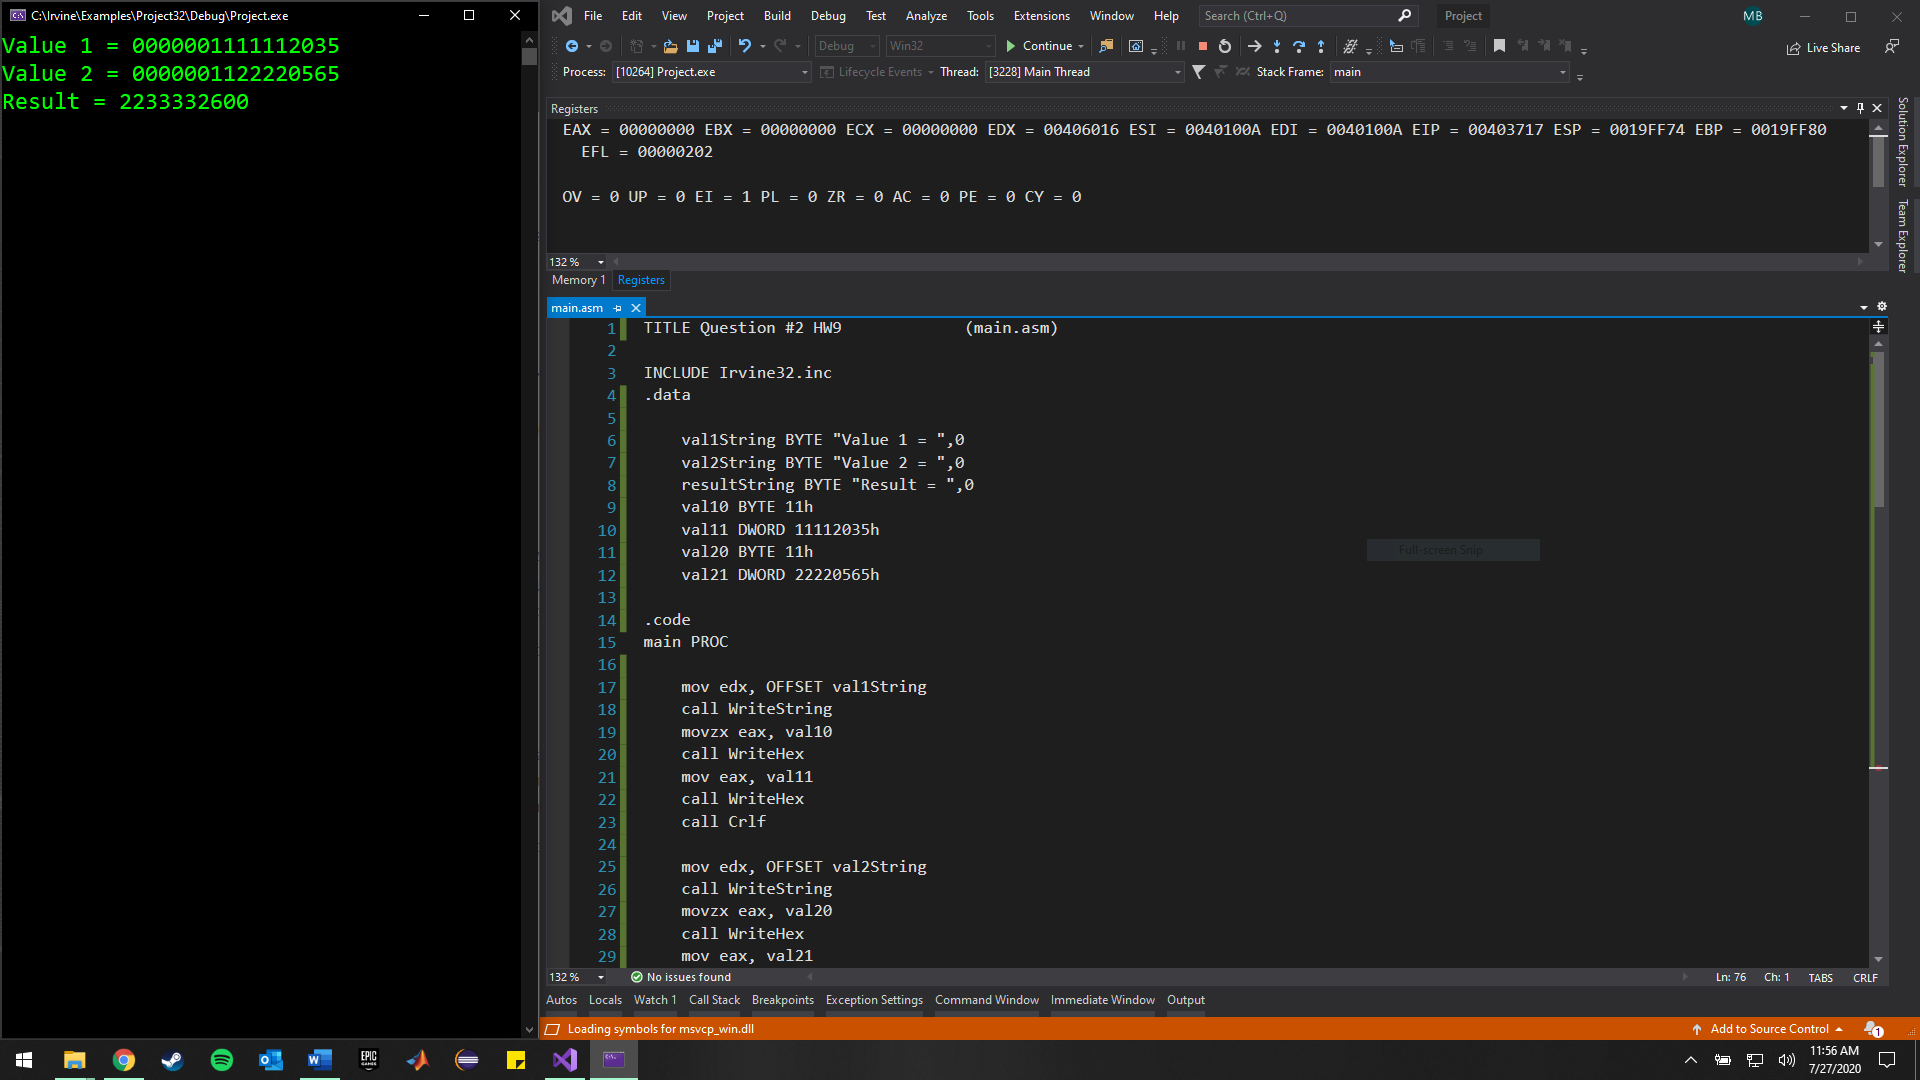 C:\Irvine\Examples\Project32\Debug\Project.exe
Value 1 = 0000001111112035
Value 2 = 0000001122220565
Result = 2233332600
File Edit View Project Build Debug Test Analyze Tools Extensions Window Help Search (Ctrl+Q) Project MB
Debug Win32 Continue Live Share
Process: [10264] Project.exe Lifecycle Events Thread: [3228] Main Thread Stack Frame: main
Registers
EAX = 00000000 EBX = 00000000 ECX = 00000000 EDX = 00406016 ESI = 0040100A EDI = 0040100A EIP = 00403717 ESP = 0019FF74 EBP = 0019FF80
EFL = 00000202
OV = 0 UP = 0 EI = 1 PL = 0 ZR = 0 AC = 0 PE = 0 CY = 0
132 %
Memory 1 Registers
Solution Explorer
Team Explorer
main.asm
1 TITLE Question #2 HW9 (main.asm)
2
3 INCLUDE Irvine32.inc
4 .data
5
6 val1String BYTE "Value 1 = ",0
7 val2String BYTE "Value 2 = ",0
8 resultString BYTE "Result = ",0
9 val10 BYTE 11h
10 val11 DWORD 11112035h
11 val20 BYTE 11h
12 val21 DWORD 22220565h
13
14 .code
15 main PROC
16
17 mov edx, OFFSET val1String
18 call WriteString
19 movzx eax, val10
20 call WriteHex
21 mov eax, val11
22 call WriteHex
23 call Crlf
24
25 mov edx, OFFSET val2String
26 call WriteString
27 movzx eax, val20
28 call WriteHex
29 mov eax, val21
Full-screen Snip
132 % No issues found Ln: 76 Ch: 1 TABS CRLF
Autos Locals Watch 1 Call Stack Breakpoints Exception Settings Command Window Immediate Window Output
Loading symbols for msvcp_win.dll Add to Source Control 1
EPIC GAMES
11:56 AM
7/27/2020